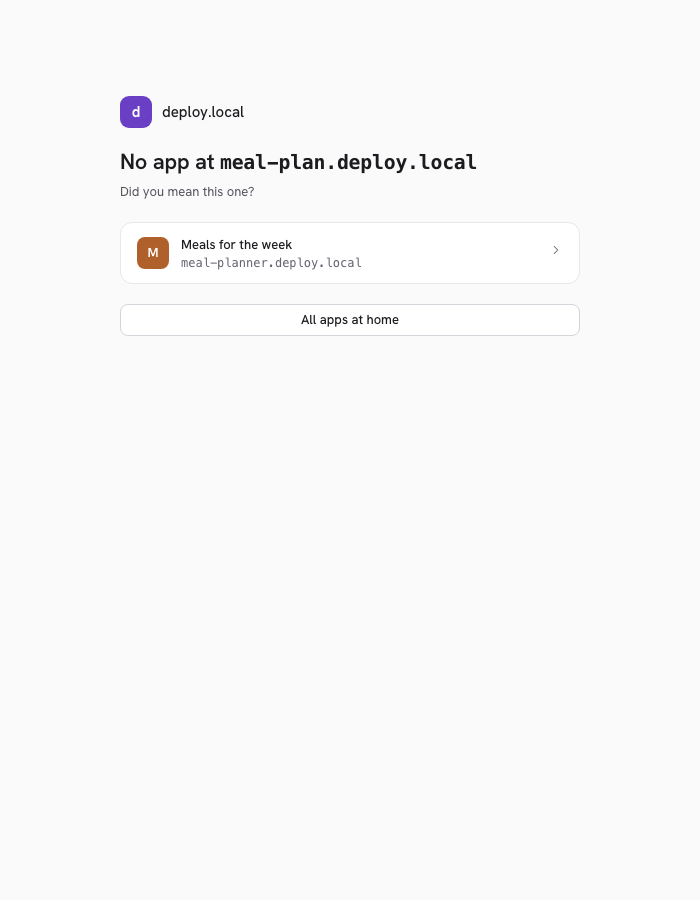 d
deploy.local
No app at meal-plan.deploy.local
Did you mean this one?
M
Meals for the week
meal-planner.deploy.local
All apps at home